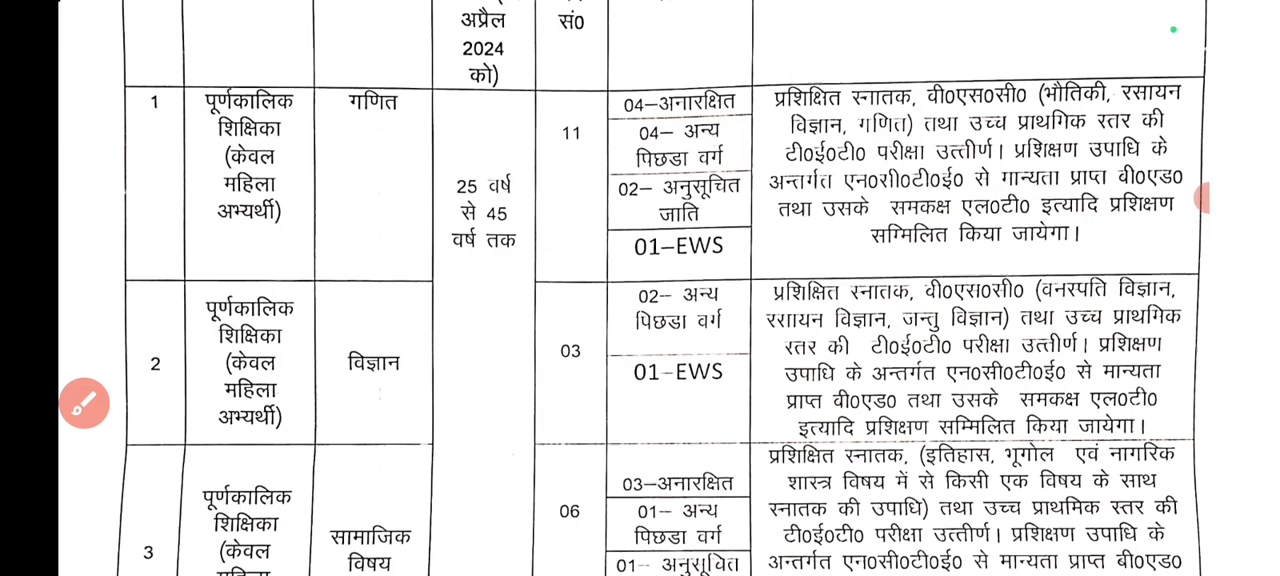 अप्रैल
2024
को)
सं0
1
पूर्णकालिक
शिक्षिका
(केवल
महिला
अभ्यर्थी)
गणित
25 वर्ष
से 45
वर्ष तक
11
04–अनारक्षित
04– अन्य
पिछडा वर्ग
02– अनुसूचित
जाति
01–EWS
प्रशिक्षित स्नातक, वी0एस0सी0 (भौतिकी, रसायन
विज्ञान, गणित) तथा उच्च प्राथमिक स्तर की
टी0ई0टी0 परीक्षा उत्तीर्ण। प्रशिक्षण उपाधि के
अन्तर्गत एन0सी0टी0ई0 से मान्यता प्राप्त बी0एड0
तथा उसके समकक्ष एल0टी0 इत्यादि प्रशिक्षण
सम्मिलित किया जायेगा।
2
पूर्णकालिक
शिक्षिका
(केवल
महिला
अभ्यर्थी)
विज्ञान
03
02– अन्य
पिछडा वर्ग
01–EWS
प्रशिक्षित स्नातक, वी0एस0सी0 (वनस्पति विज्ञान,
रसायन विज्ञान, जन्तु विज्ञान) तथा उच्च प्राथमिक
स्तर की टी0ई0टी0 परीक्षा उत्तीर्ण। प्रशिक्षण
उपाधि के अन्तर्गत एन0सी0टी0ई0 से मान्यता
प्राप्त वी0एड0 तथा उसके समकक्ष एल0टी0
इत्यादि प्रशिक्षण सम्मिलित किया जायेगा।
3
पूर्णकालिक
शिक्षिका
(केवल
सामाजिक
विषय
06
03–अनारक्षित
01– अन्य
पिछडा वर्ग
01– अनुसूचित
प्रशिक्षित स्नातक, (इतिहास, भूगोल एवं नागरिक
शास्त्र विषय में से किसी एक विषय के साथ
स्नातक की उपाधि) तथा उच्च प्राथमिक स्तर की
टी0ई0टी0 परीक्षा उत्तीर्ण। प्रशिक्षण उपाधि के
अन्तर्गत एन0सी0टी0ई0 से मान्यता प्राप्त बी0एड0